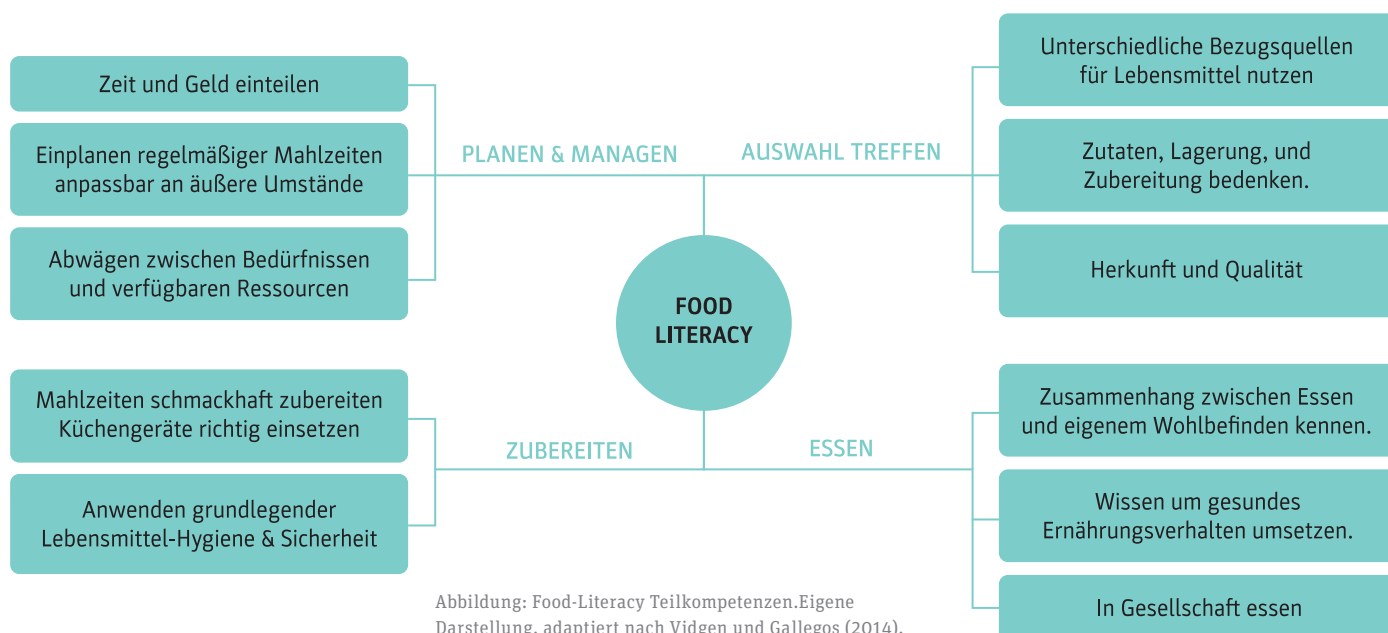 Zeit und Geld einteilen
Einplanen regelmäßiger Mahlzeiten
anpassbar an äußere Umstände
Abwägen zwischen Bedürfnissen
und verfügbaren Ressourcen
PLANEN & MANAGEN
AUSWAHL TREFFEN
Unterschiedliche Bezugsquellen
für Lebensmittel nutzen
Zutaten, Lagerung, und
Zubereitung bedenken.
Herkunft und Qualität
FOOD
LITERACY
Mahlzeiten schmackhaft zubereiten
Küchengeräte richtig einsetzen
Anwenden grundlegender
Lebensmittel-Hygiene & Sicherheit
ZUBEREITEN
ESSEN
Zusammenhang zwischen Essen
und eigenem Wohlbefinden kennen.
Wissen um gesundes
Ernährungsverhalten umsetzen.
In Gesellschaft essen
Abbildung: Food-Literacy Teilkompetenzen.Eigene
Darstellung, adaptiert nach Vidgen und Gallegos (2014).